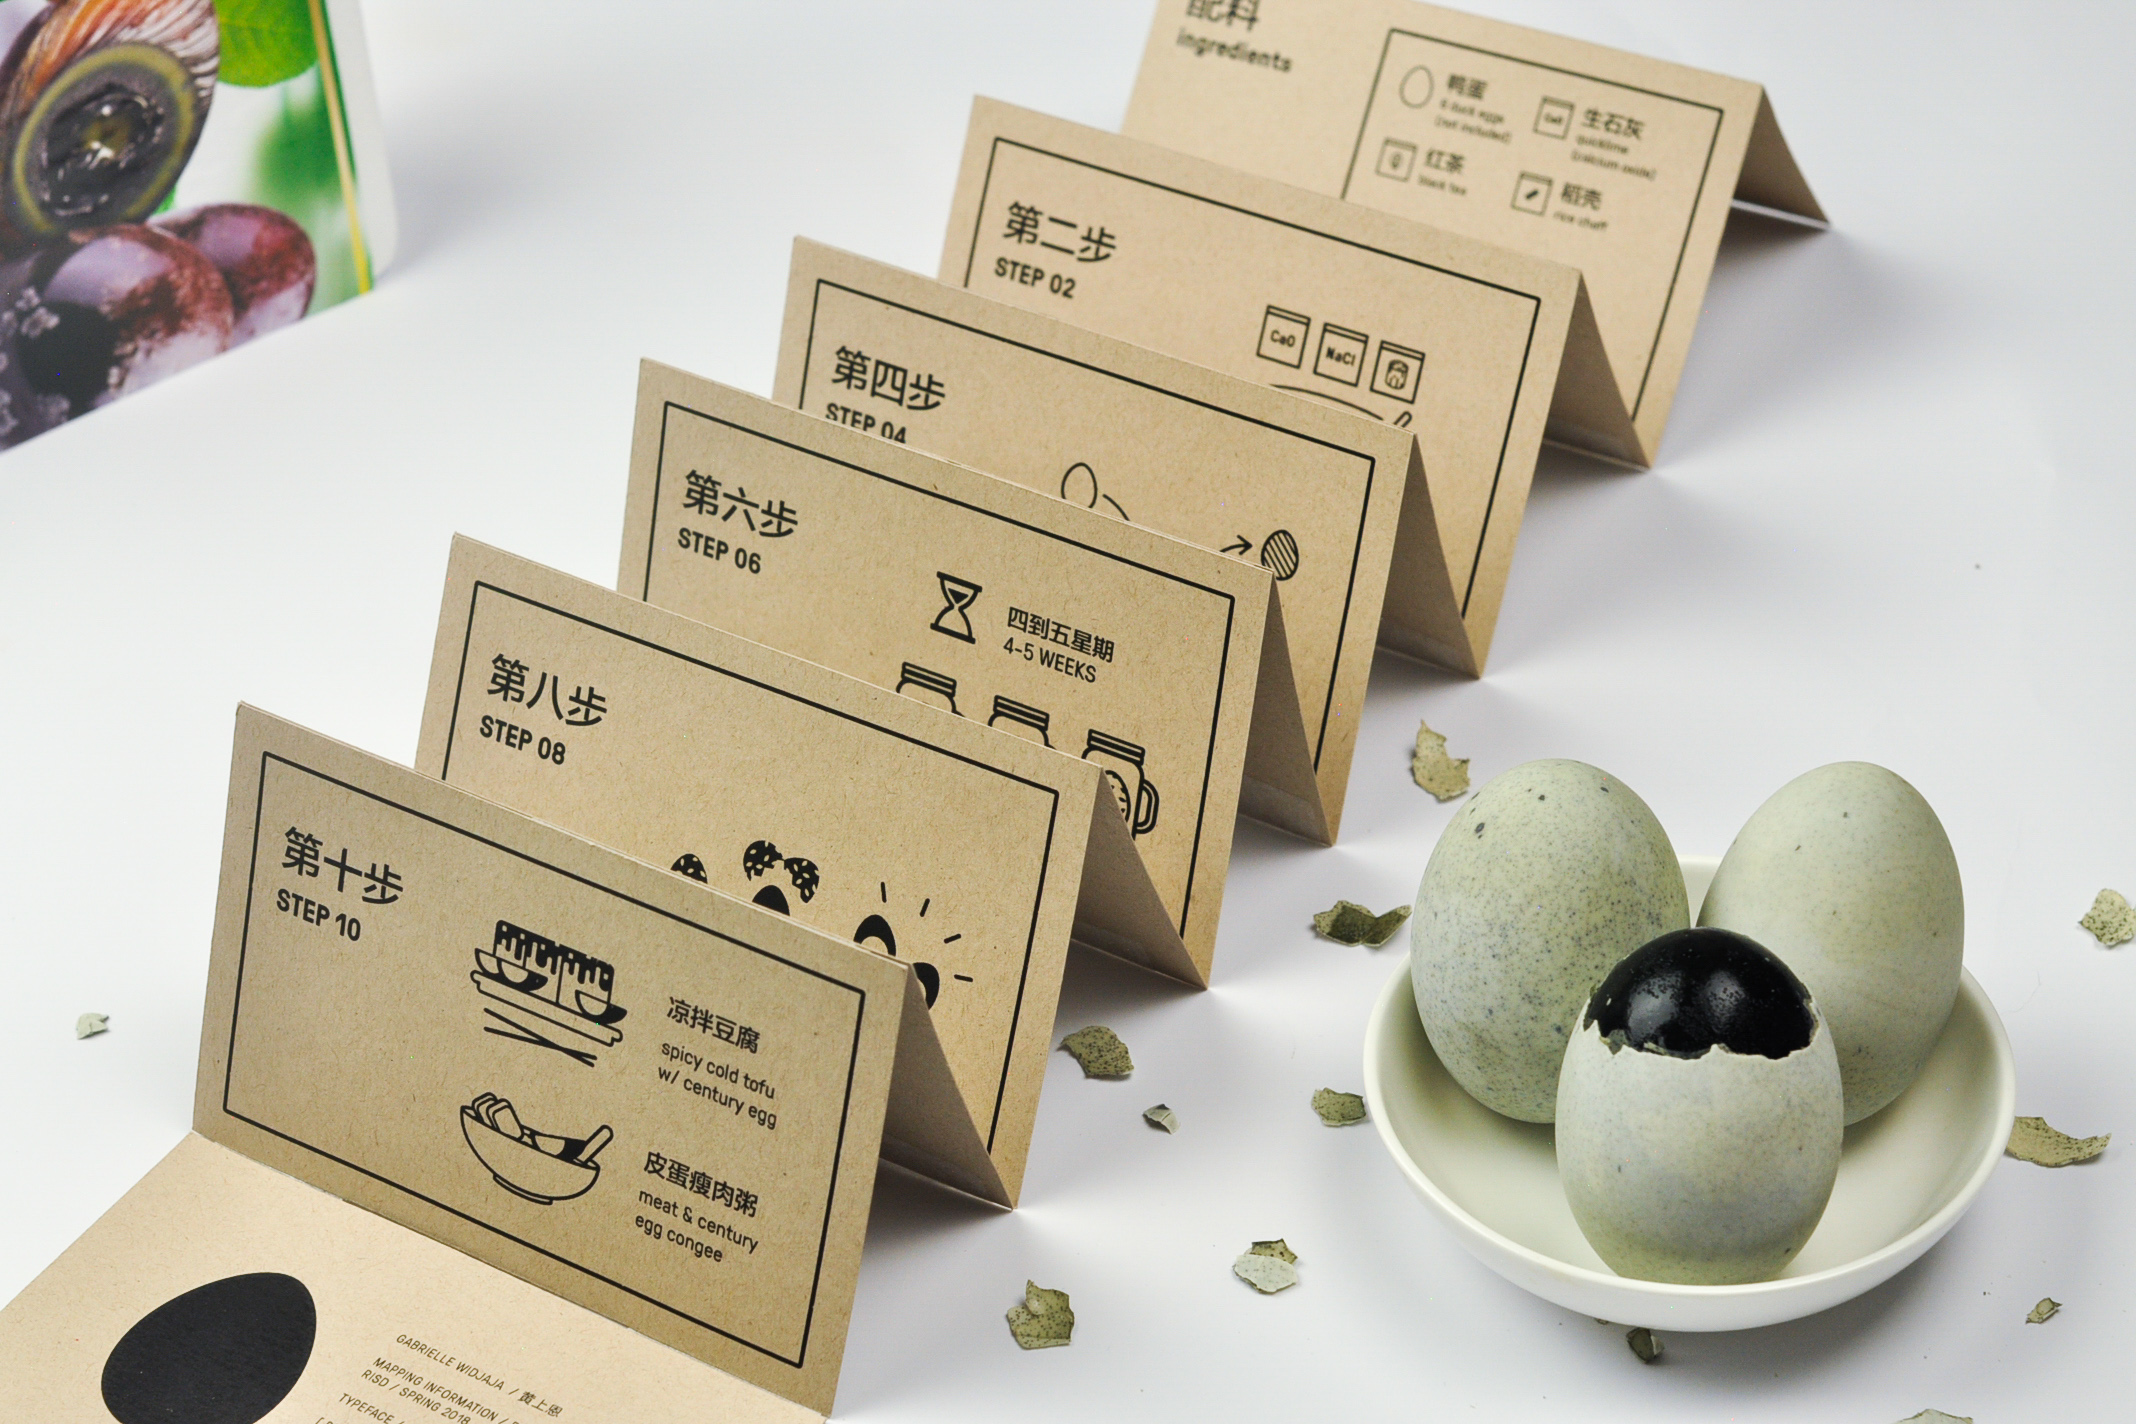 配料
ingredients
鸭蛋
6 duck eggs
(not included)
CaO
生石灰
quicklime
(calcium oxide)
红茶
black tea
稻壳
rice chaff
第二步
STEP 02
CaO
NaCl
第四步
STEP 04
第六步
STEP 06
四到五星期
4-5 WEEKS
第八步
STEP 08
第十步
STEP 10
凉拌豆腐
spicy cold tofu
w/ century egg
皮蛋瘦肉粥
meat & century
egg congee
GABRIELLE WIDJAJA / 黄上恩
MAPPING INFORMATION /
RISD / SPRING 2018
TYPEFACE /